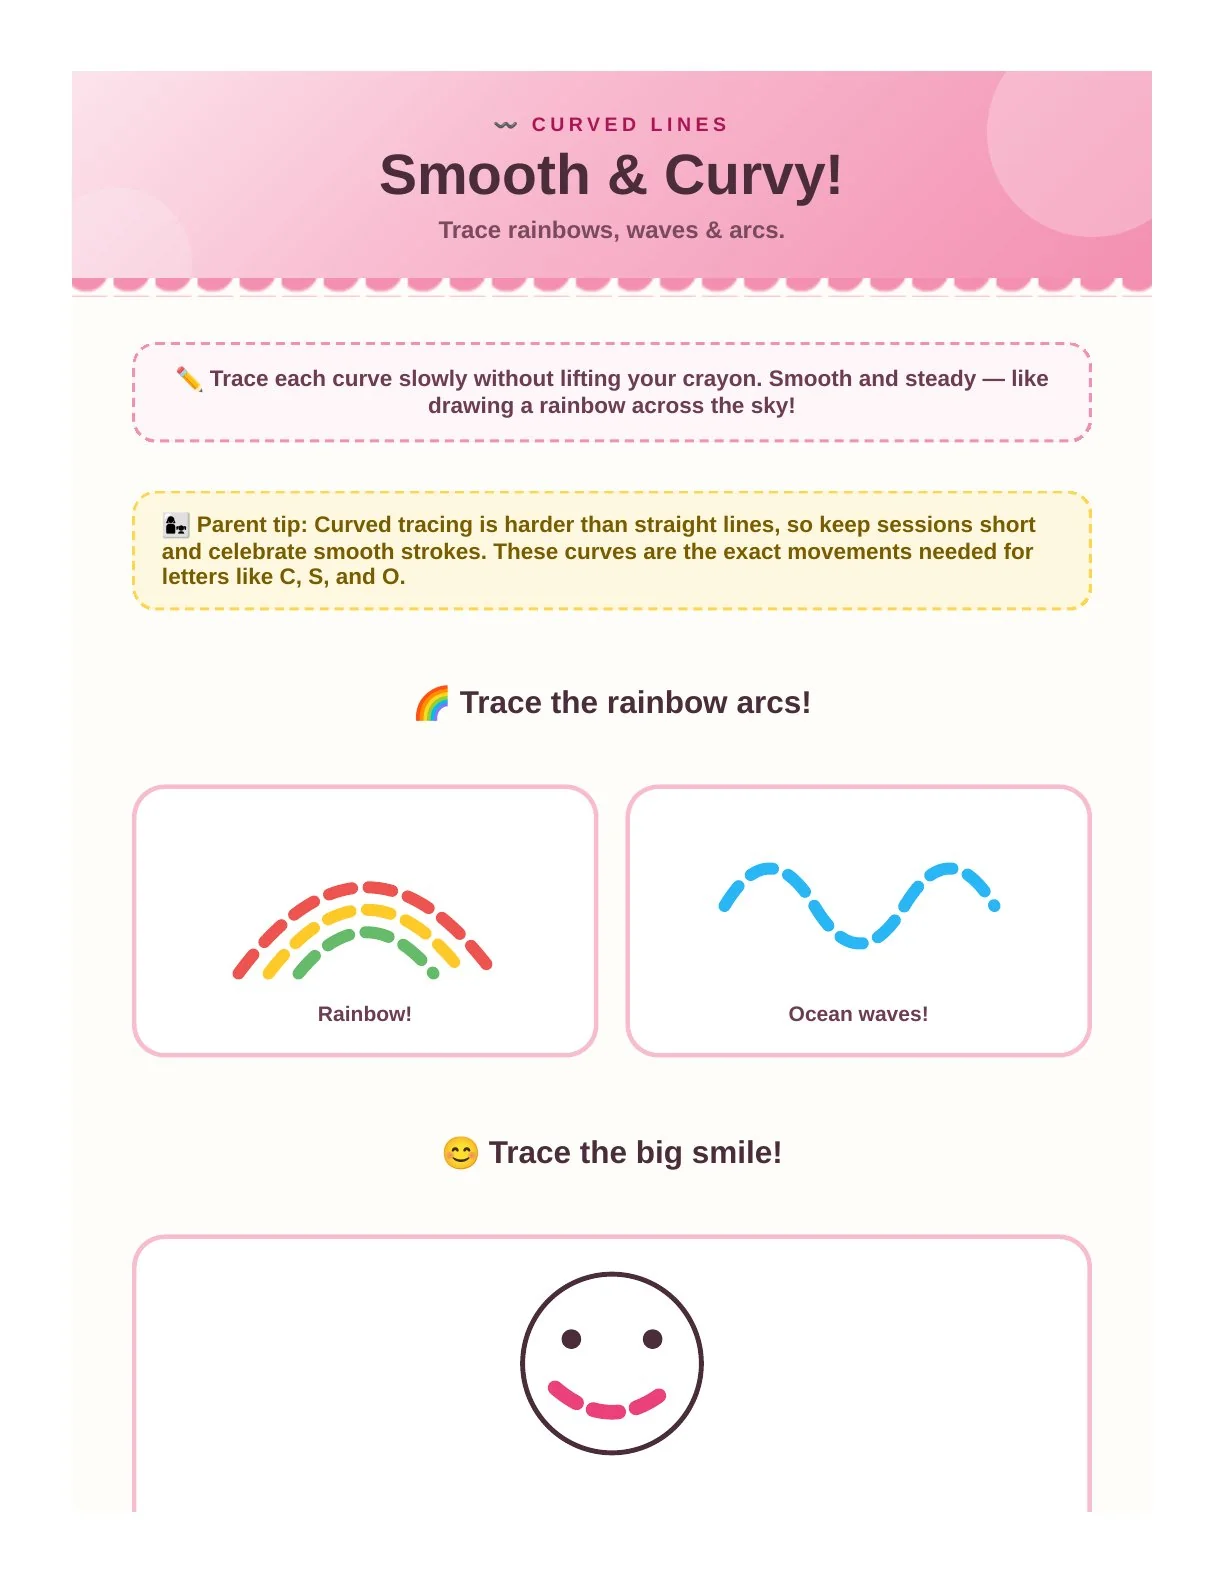 CURVED LINES
Smooth & Curvy!
Trace rainbows, waves & arcs.
Trace each curve slowly without lifting your crayon. Smooth and steady — like
drawing a rainbow across the sky!
Parent tip: Curved tracing is harder than straight lines, so keep sessions short
and celebrate smooth strokes. These curves are the exact movements needed for
letters like C, S, and O.
Trace the rainbow arcs!
Rainbow!
Ocean waves!
Trace the big smile!